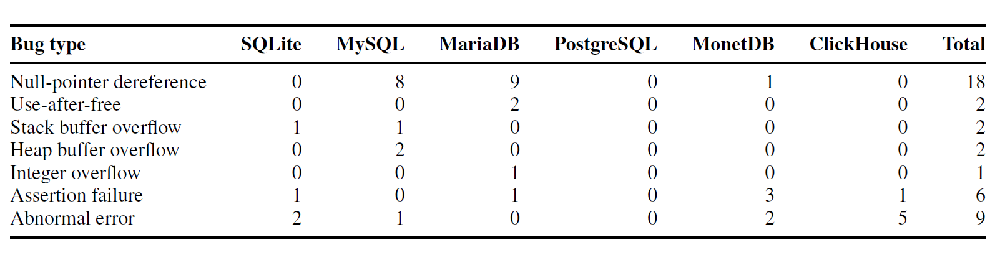 Bug type SQLite MySQL MariaDB PostgreSQL MonetDB ClickHouse Total
Null-pointer dereference 0 8 9 0 1 0 18
Use-after-free 0 0 2 0 0 0 2
Stack buffer overflow 1 1 0 0 0 0 2
Heap buffer overflow 0 2 0 0 0 0 2
Integer overflow 0 0 1 0 0 0 1
Assertion failure 1 0 1 0 3 1 6
Abnormal error 2 1 0 0 2 5 9